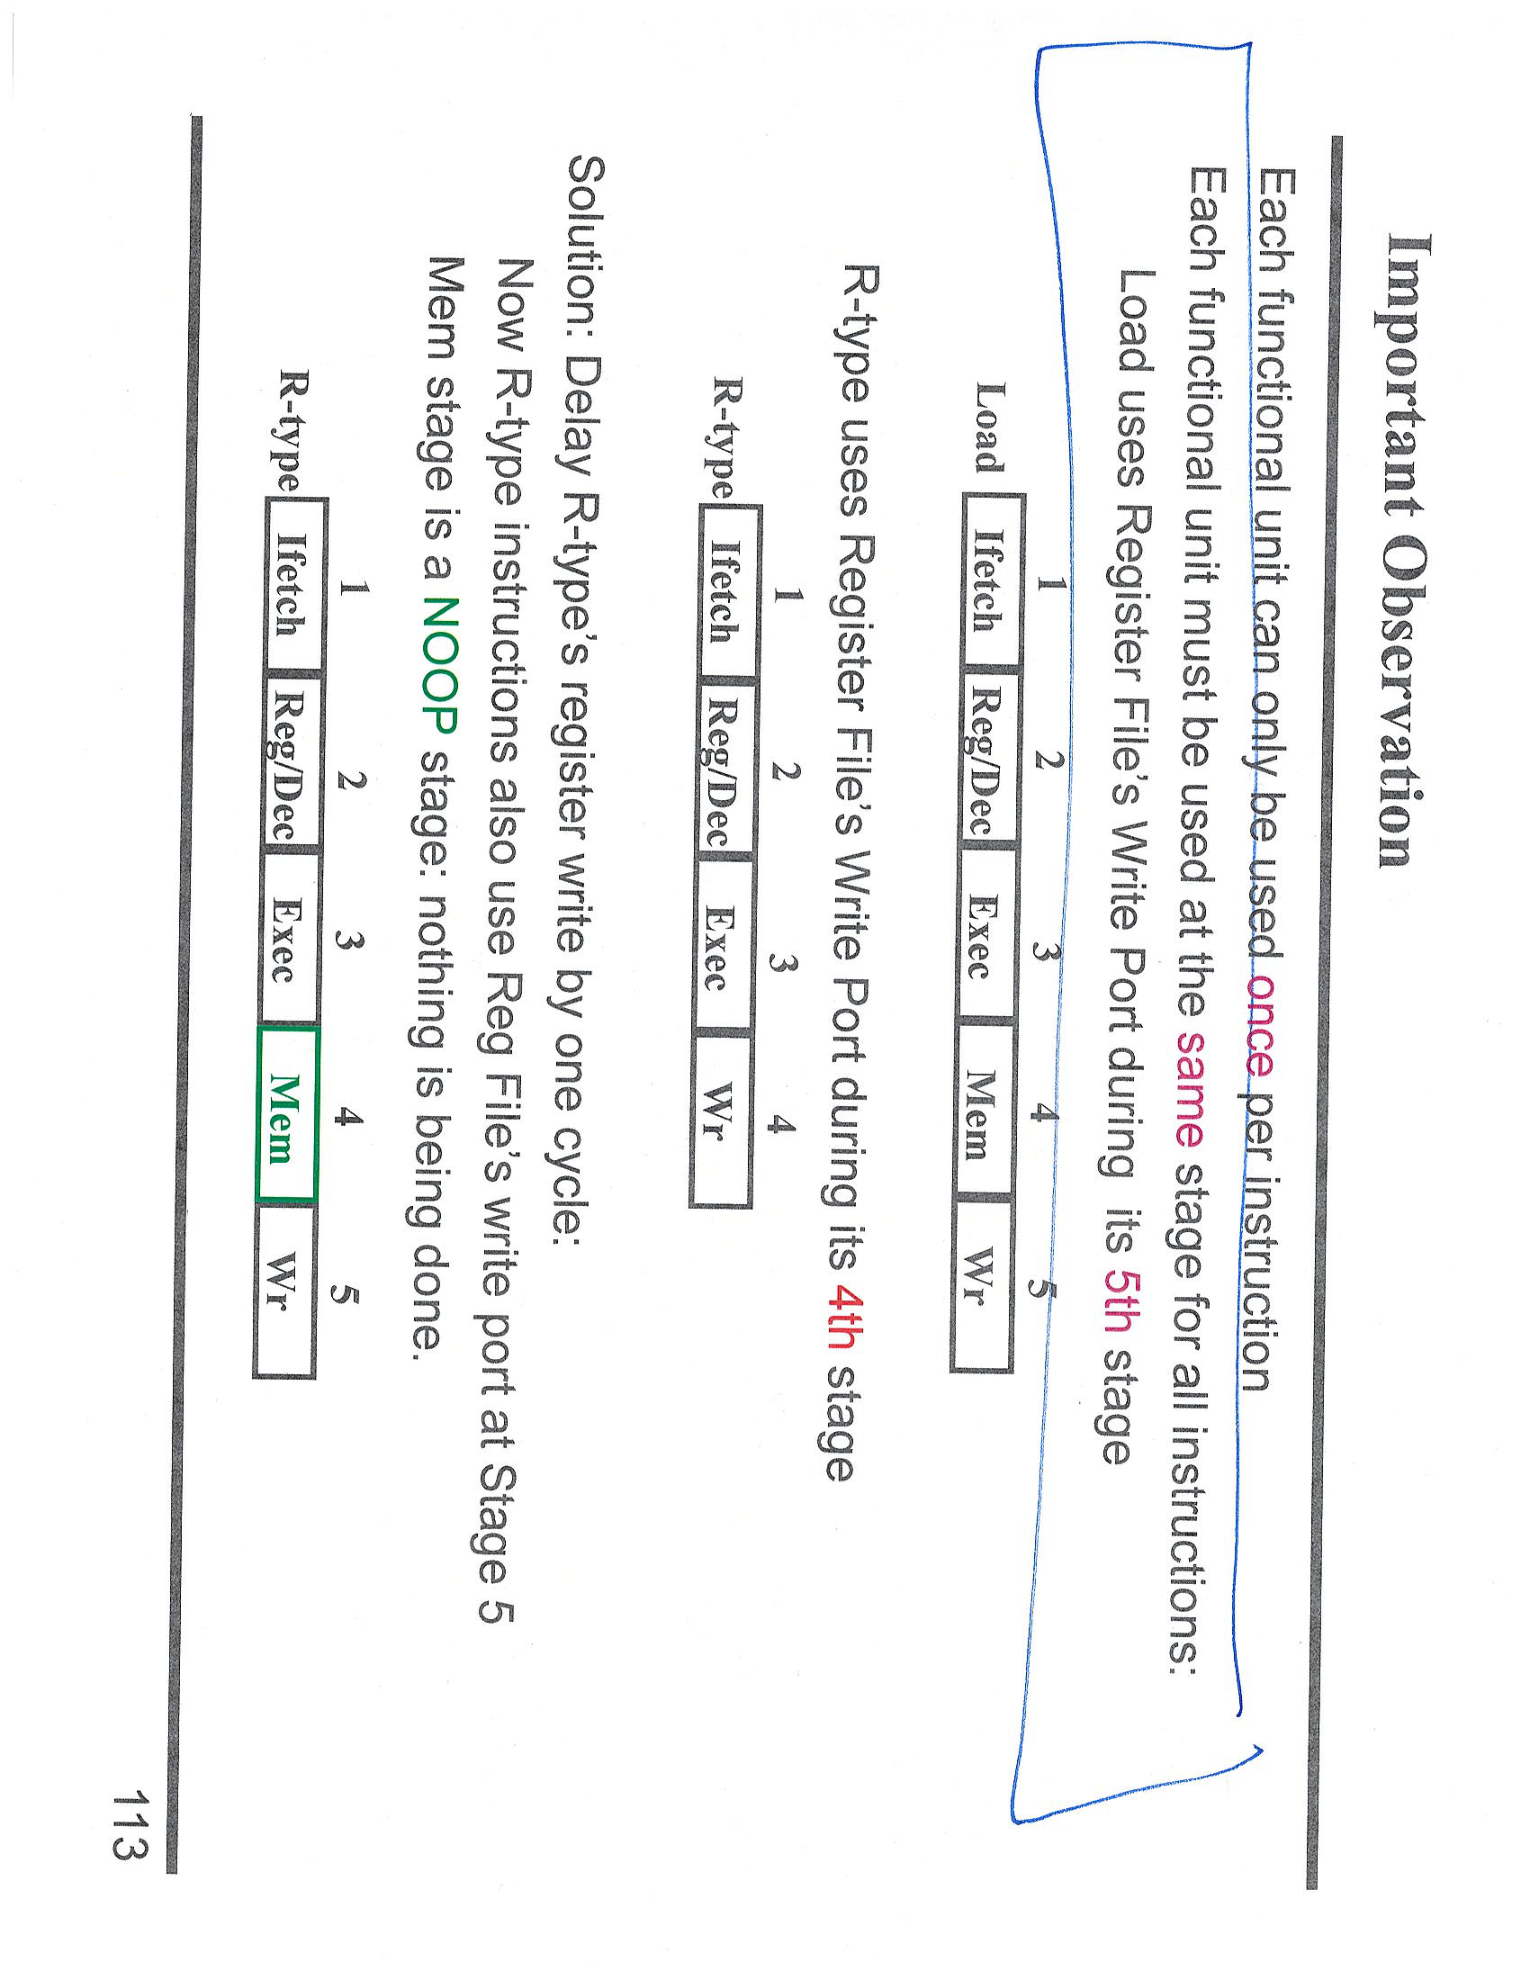 Important Observation
Each functional unit can only be used once per instruction
Each functional unit must be used at the same stage for all instructions:
Load uses Register File's Write Port during its 5th stage
1 2 3 4 5
Load Ifetch Reg/Dec Exec Mem Wr
R-type uses Register File's Write Port during its 4th stage
1 2 3 4
R-type Ifetch Reg/Dec Exec Wr
Solution: Delay R-type's register write by one cycle:
Now R-type instructions also use Reg File's write port at Stage 5
Mem stage is a NOOP stage: nothing is being done.
1 2 3 4 5
R-type Ifetch Reg/Dec Exec Mem Wr
113